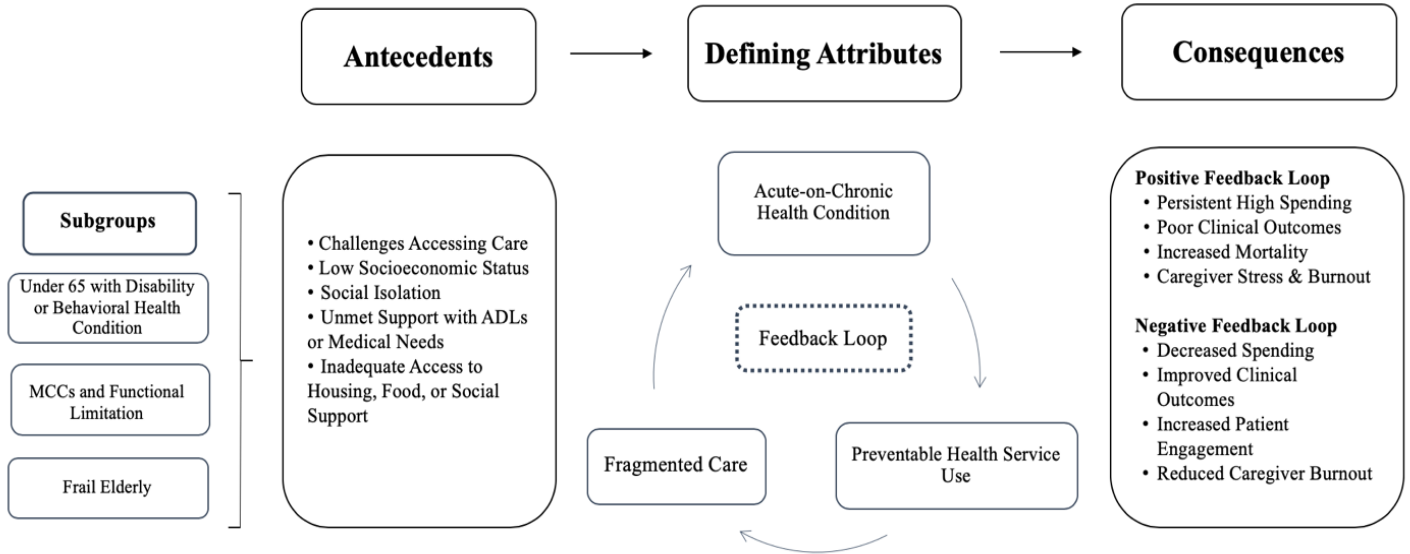 Antecedents
Defining Attributes
Consequences
Subgroups
Under 65 with Disability
or Behavioral Health
Condition
MCCs and Functional
Limitation
Frail Elderly
• Challenges Accessing Care
• Low Socioeconomic Status
• Social Isolation
• Unmet Support with ADLs
or Medical Needs
• Inadequate Access to
Housing, Food, or Social
Support
Acute-on-Chronic
Health Condition
Feedback Loop
Fragmented Care
Preventable Health Service
Use
Positive Feedback Loop
• Persistent High Spending
• Poor Clinical Outcomes
• Increased Mortality
• Caregiver Stress & Burnout
Negative Feedback Loop
• Decreased Spending
• Improved Clinical
Outcomes
• Increased Patient
Engagement
• Reduced Caregiver Burnout